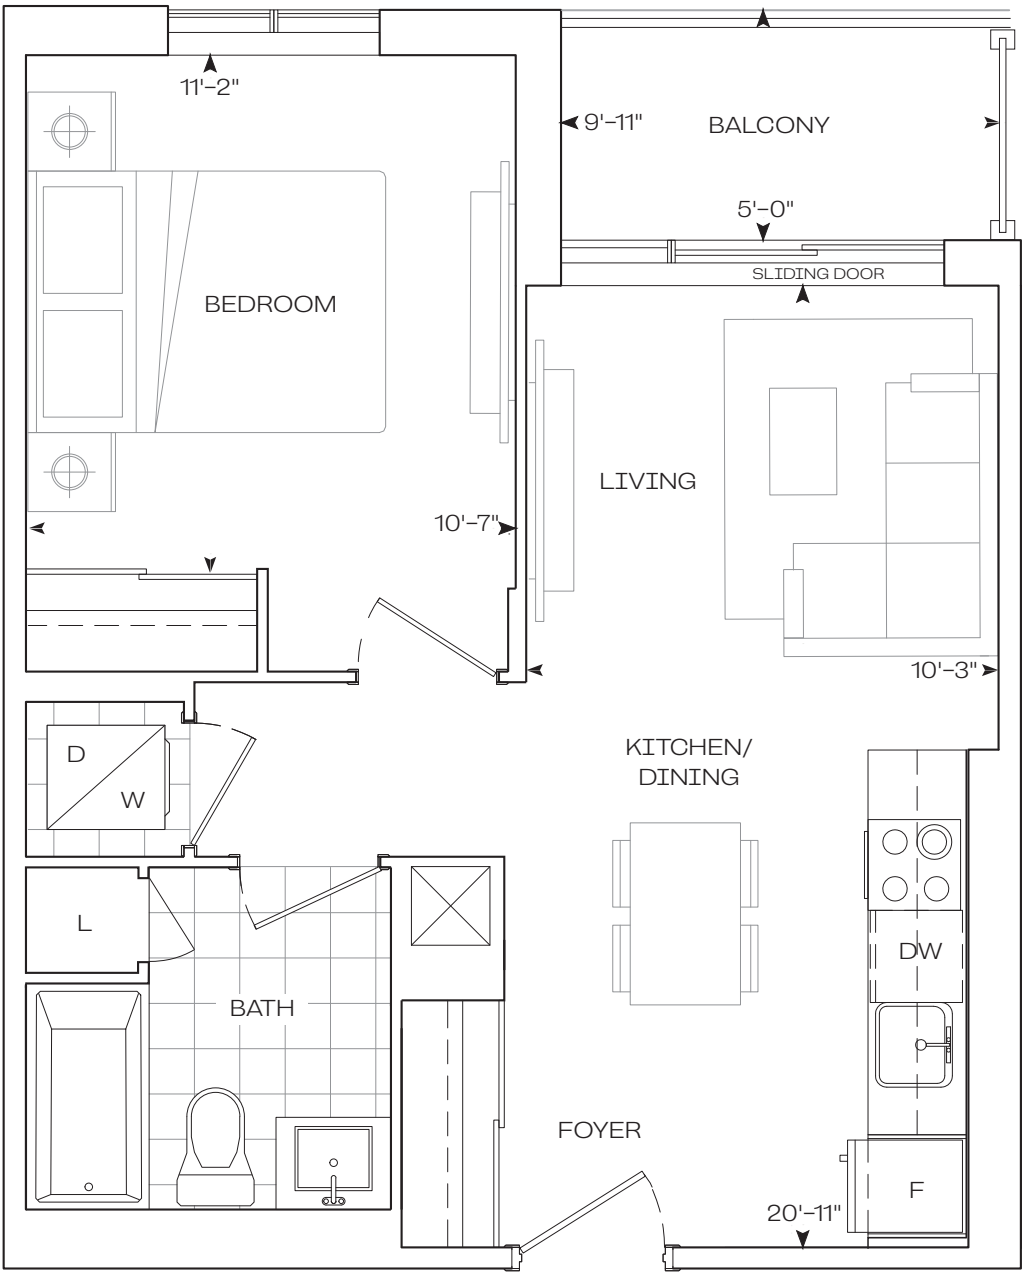 11'-2"
9'-11"
BALCONY
5'-0"
SLIDING DOOR
BEDROOM
LIVING
10'-7"
10'-3"
KITCHEN/
DINING
D
W
L
DW
BATH
FOYER
F
20'-11"